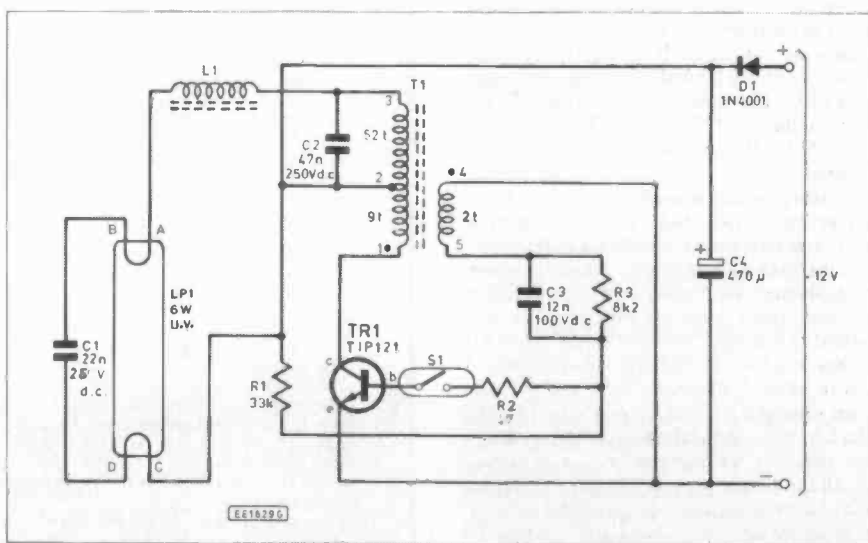 L1
T1
+
D1
1N4001
3
52t
C2
47n
250Vdc
2
4
9t
2t
1
5
B
A
+
C4
470µ
12V
C3
12n
100Vdc
R3
8k2
LP1
6W
U.V.
C1
22n
V
d.c.
TR1
TIP121
S1
c
b
e
R1
33k
R2
D
C
−
EE1829G